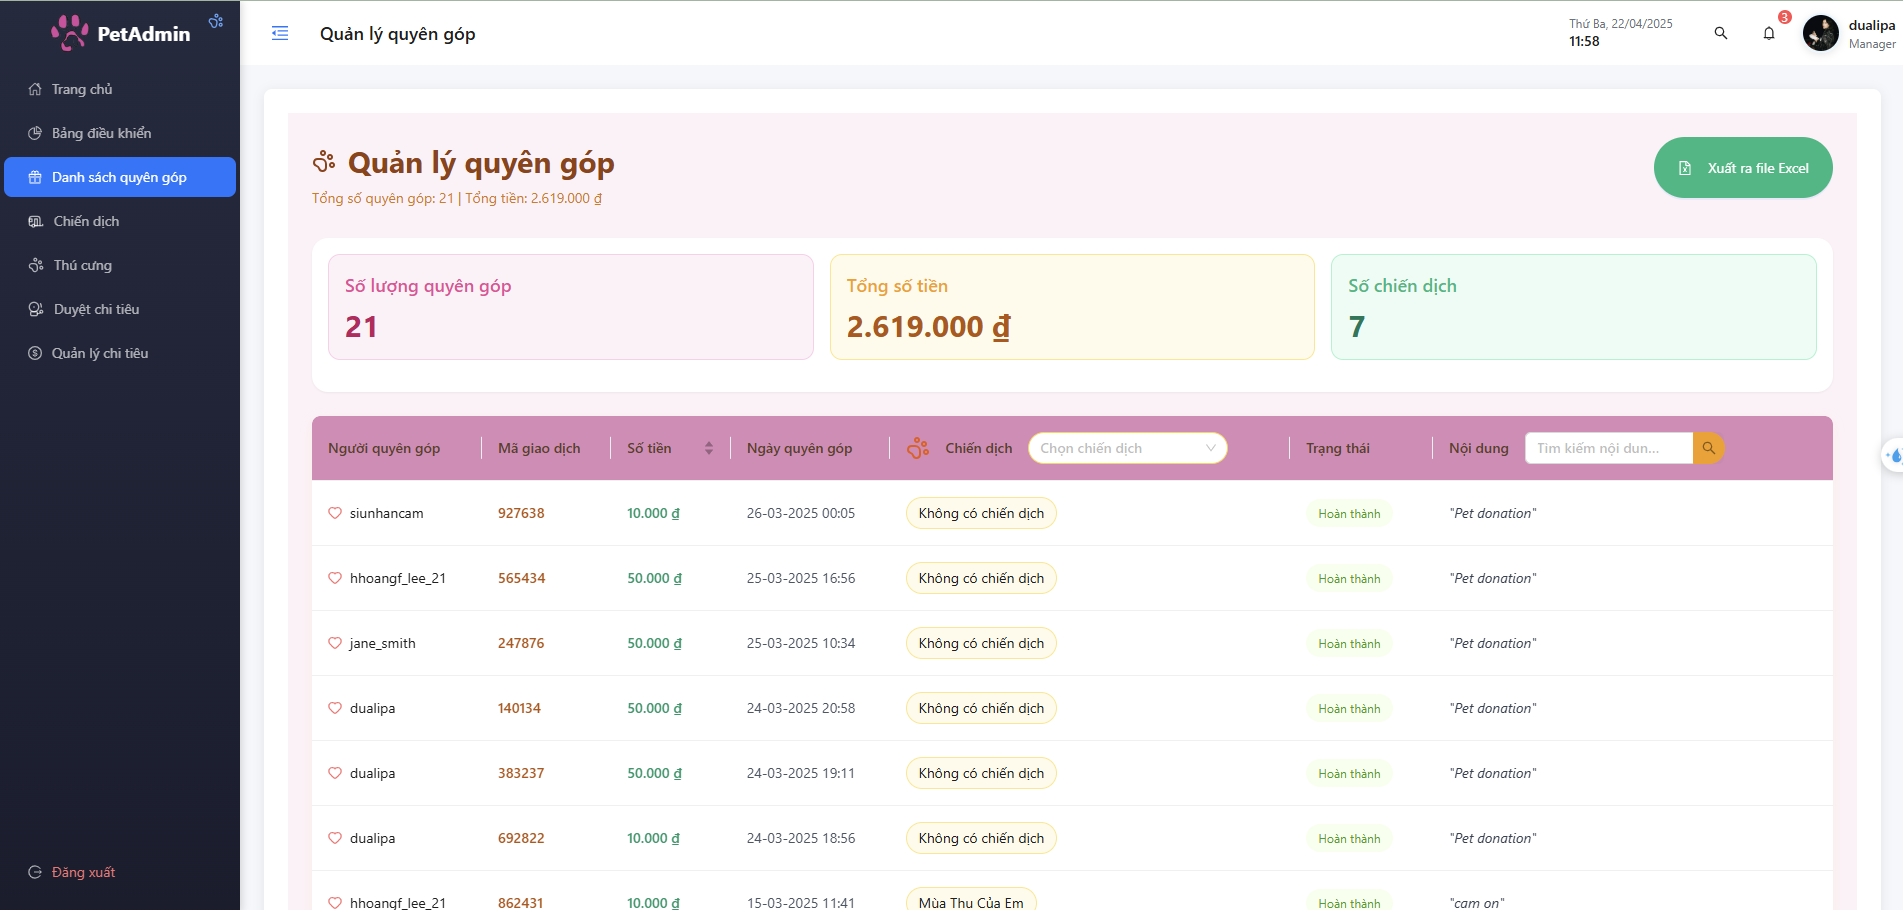 PetAdmin
Quản lý quyên góp
Thứ Ba, 22/04/2025
11:58
3
dualipa
Manager
Trang chủ
Bảng điều khiển
Danh sách quyên góp
Chiến dịch
Thú cưng
Duyệt chi tiêu
Quản lý chi tiêu
Đăng xuất
Quản lý quyên góp
Tổng số quyên góp: 21 | Tổng tiền: 2.619.000 ₫
Xuất ra file Excel
Số lượng quyên góp
21
Tổng số tiền
2.619.000 ₫
Số chiến dịch
7
Người quyên góp Mã giao dịch Số tiền Ngày quyên góp Chiến dịch Chọn chiến dịch Trạng thái Nội dung Tìm kiếm nội dun...
siunhancam 927638 10.000 ₫ 26-03-2025 00:05 Không có chiến dịch Hoàn thành "Pet donation"
hhoangf_lee_21 565434 50.000 ₫ 25-03-2025 16:56 Không có chiến dịch Hoàn thành "Pet donation"
jane_smith 247876 50.000 ₫ 25-03-2025 10:34 Không có chiến dịch Hoàn thành "Pet donation"
dualipa 140134 50.000 ₫ 24-03-2025 20:58 Không có chiến dịch Hoàn thành "Pet donation"
dualipa 383237 50.000 ₫ 24-03-2025 19:11 Không có chiến dịch Hoàn thành "Pet donation"
dualipa 692822 10.000 ₫ 24-03-2025 18:56 Không có chiến dịch Hoàn thành "Pet donation"
hhoangf_lee_21 862431 10.000 ₫ 15-03-2025 11:41 Mùa Thu Của Em Hoàn thành "cam on"